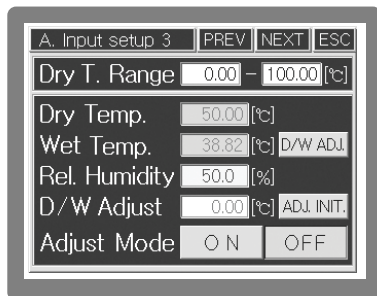 A. Input setup 3 PREV NEXT ESC
Dry T. Range 0.00 - 100.00 [℃]
Dry Temp. 50.00 [℃]
Wet Temp. 38.82 [℃] D/W ADJ.
Rel. Humidity 50.0 [%]
D/W Adjust 0.00 [℃] ADJ. INIT.
Adjust Mode O N OFF